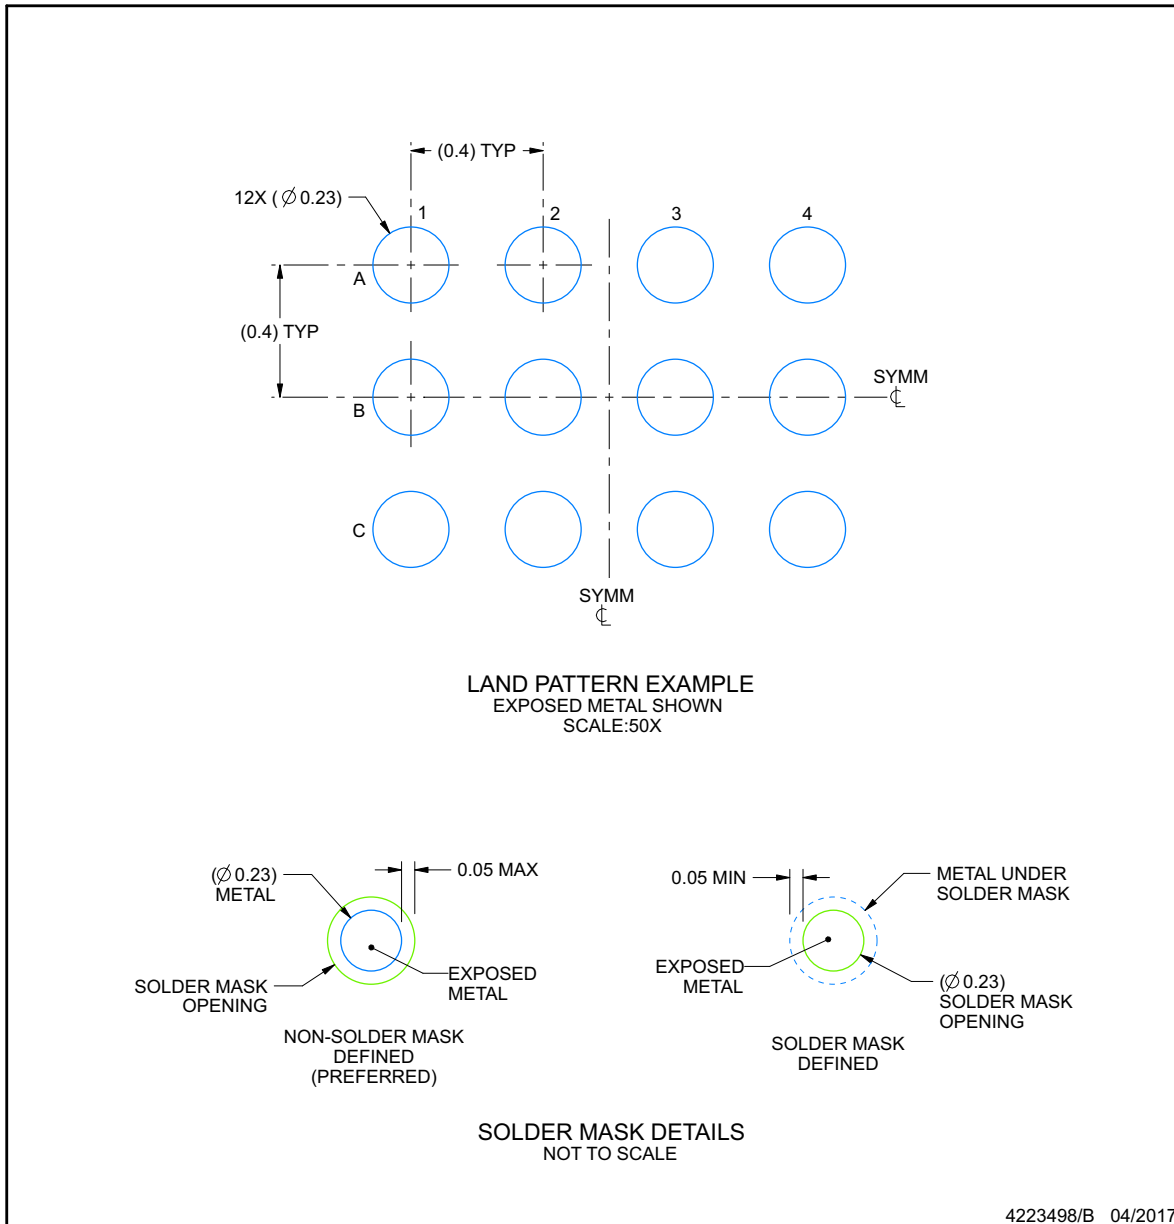 (0.4) TYP
12X ( ∅ 0.23)
1
2
3
4
A
(0.4) TYP
B
SYMM
℄
C
SYMM
℄
LAND PATTERN EXAMPLE
EXPOSED METAL SHOWN
SCALE:50X
(∅ 0.23)
METAL
0.05 MAX
SOLDER MASK
OPENING
EXPOSED
METAL
NON-SOLDER MASK
DEFINED
(PREFERRED)
0.05 MIN
METAL UNDER
SOLDER MASK
EXPOSED
METAL
(∅ 0.23)
SOLDER MASK
OPENING
SOLDER MASK
DEFINED
SOLDER MASK DETAILS
NOT TO SCALE
4223498/B 04/2017